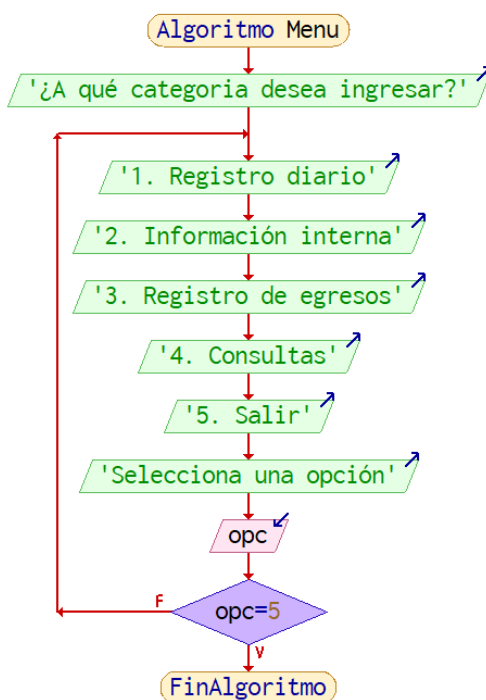 Algoritmo Menu
'¿A qué categoria desea ingresar?'
'1. Registro diario'
'2. Información interna'
'3. Registro de egresos'
'4. Consultas'
'5. Salir'
'Selecciona una opción'
opc
F
opc=5
V
FinAlgoritmo